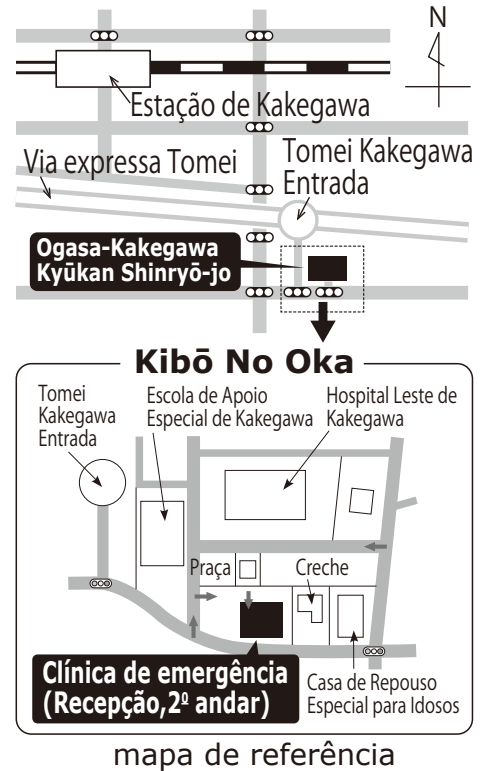 N
Estação de Kakegawa
Via expressa Tomei
Tomei Kakegawa
Entrada
Ogasa-Kakegawa
Kyūkan Shinryō-jo
Kibō No Oka
Tomei
Kakegawa
Entrada
Escola de Apoio
Especial de Kakegawa
Hospital Leste de
Kakegawa
Praça
Creche
Clínica de emergência
(Recepção,2º andar)
Casa de Repouso
Especial para Idosos
mapa de referência